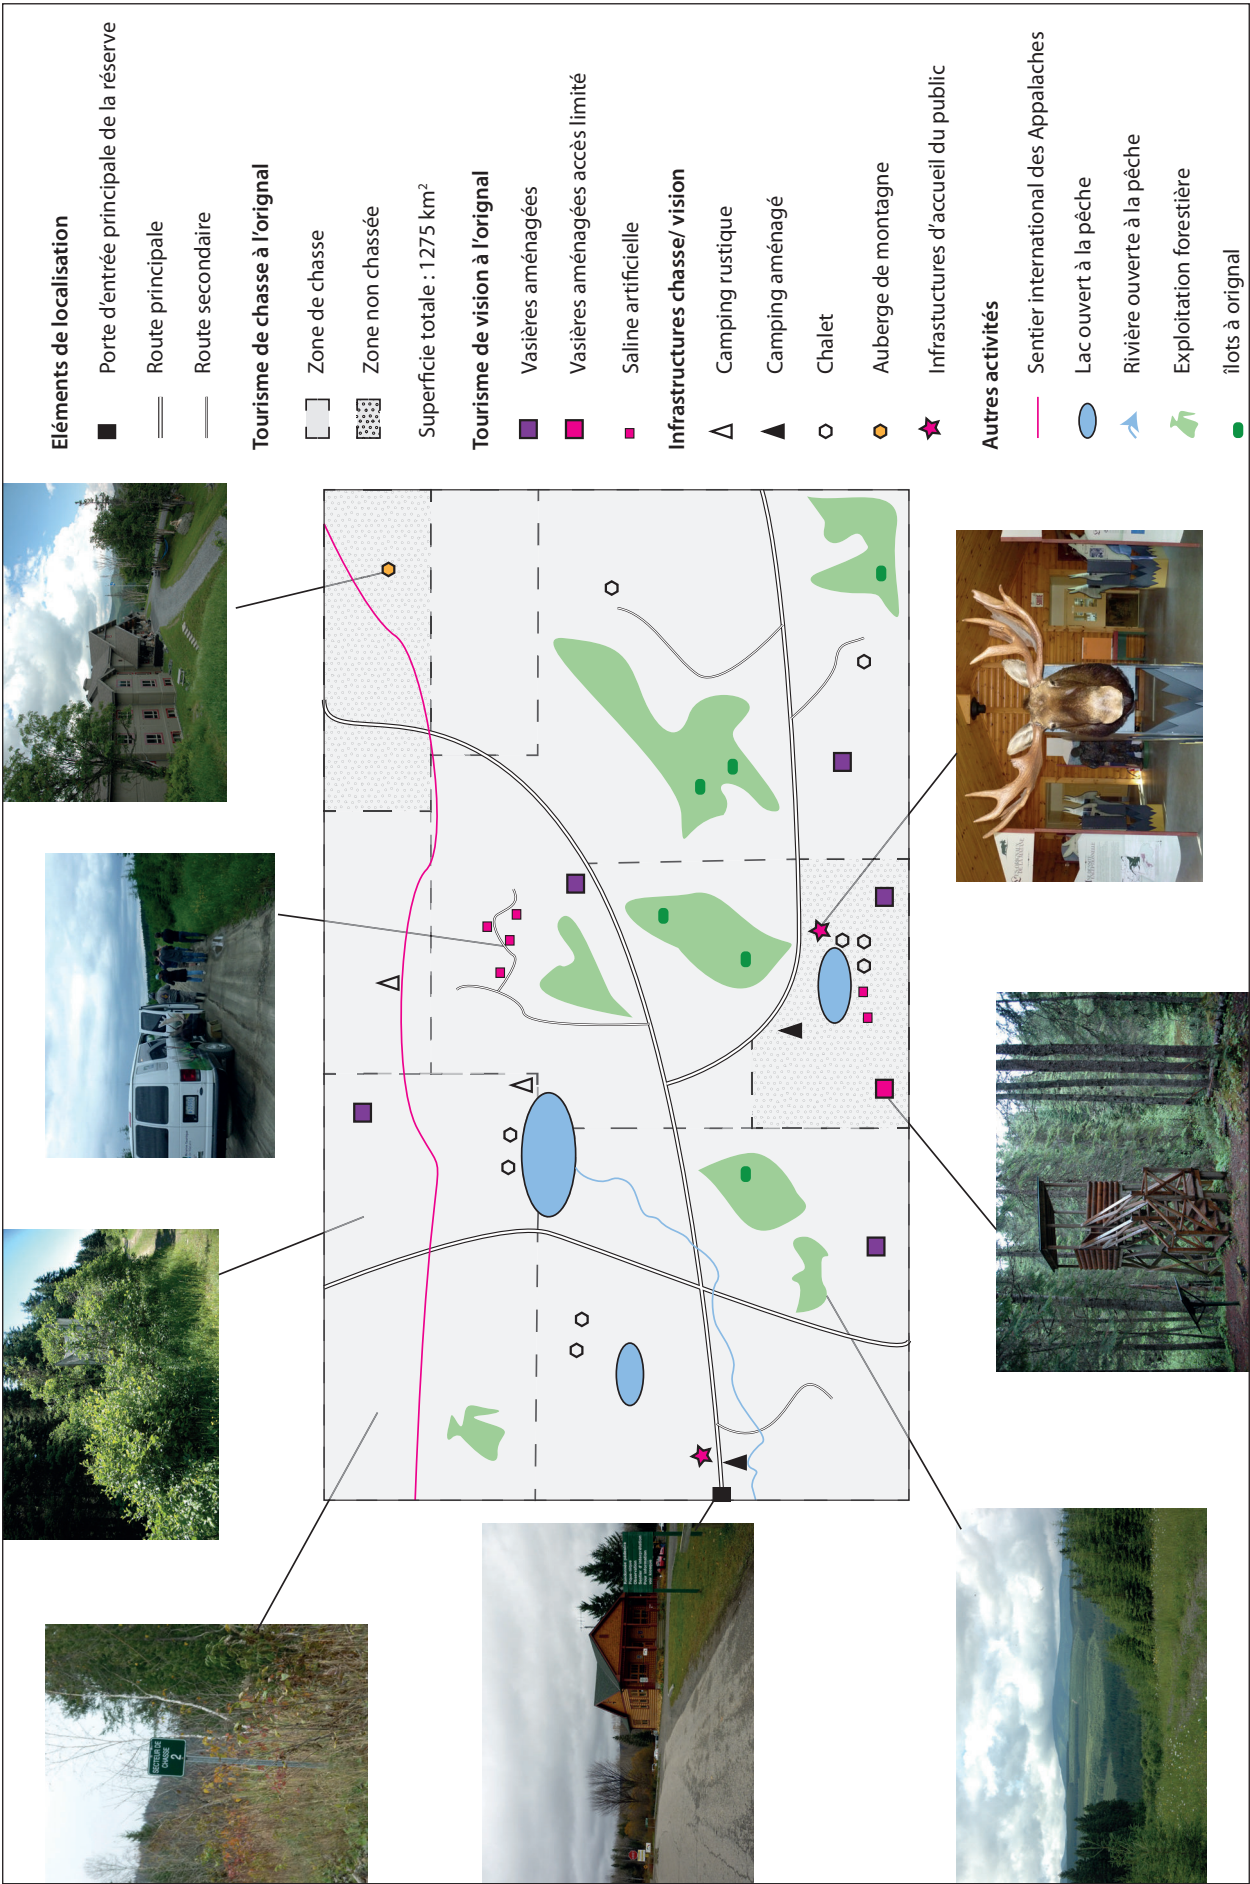 Eléments de localisation
Porte d'entrée principale de la réserve
Route principale
Route secondaire
Tourisme de chasse à l'orignal
Zone de chasse
Zone non chassée
Superficie totale : 1275 km²
Tourisme de vision à l'orignal
Vasières aménagées
Vasières aménagées accès limité
Saline artificielle
Infrastructures chasse/ vision
Camping rustique
Camping aménagé
Chalet
Auberge de montagne
Infrastuctures d'accueil du public
Autres activités
Sentier international des Appalaches
Lac ouvert à la pêche
Rivière ouverte à la pêche
Exploitation forestière
îlots à orignal
SECTEUR DE
CHASSE
2